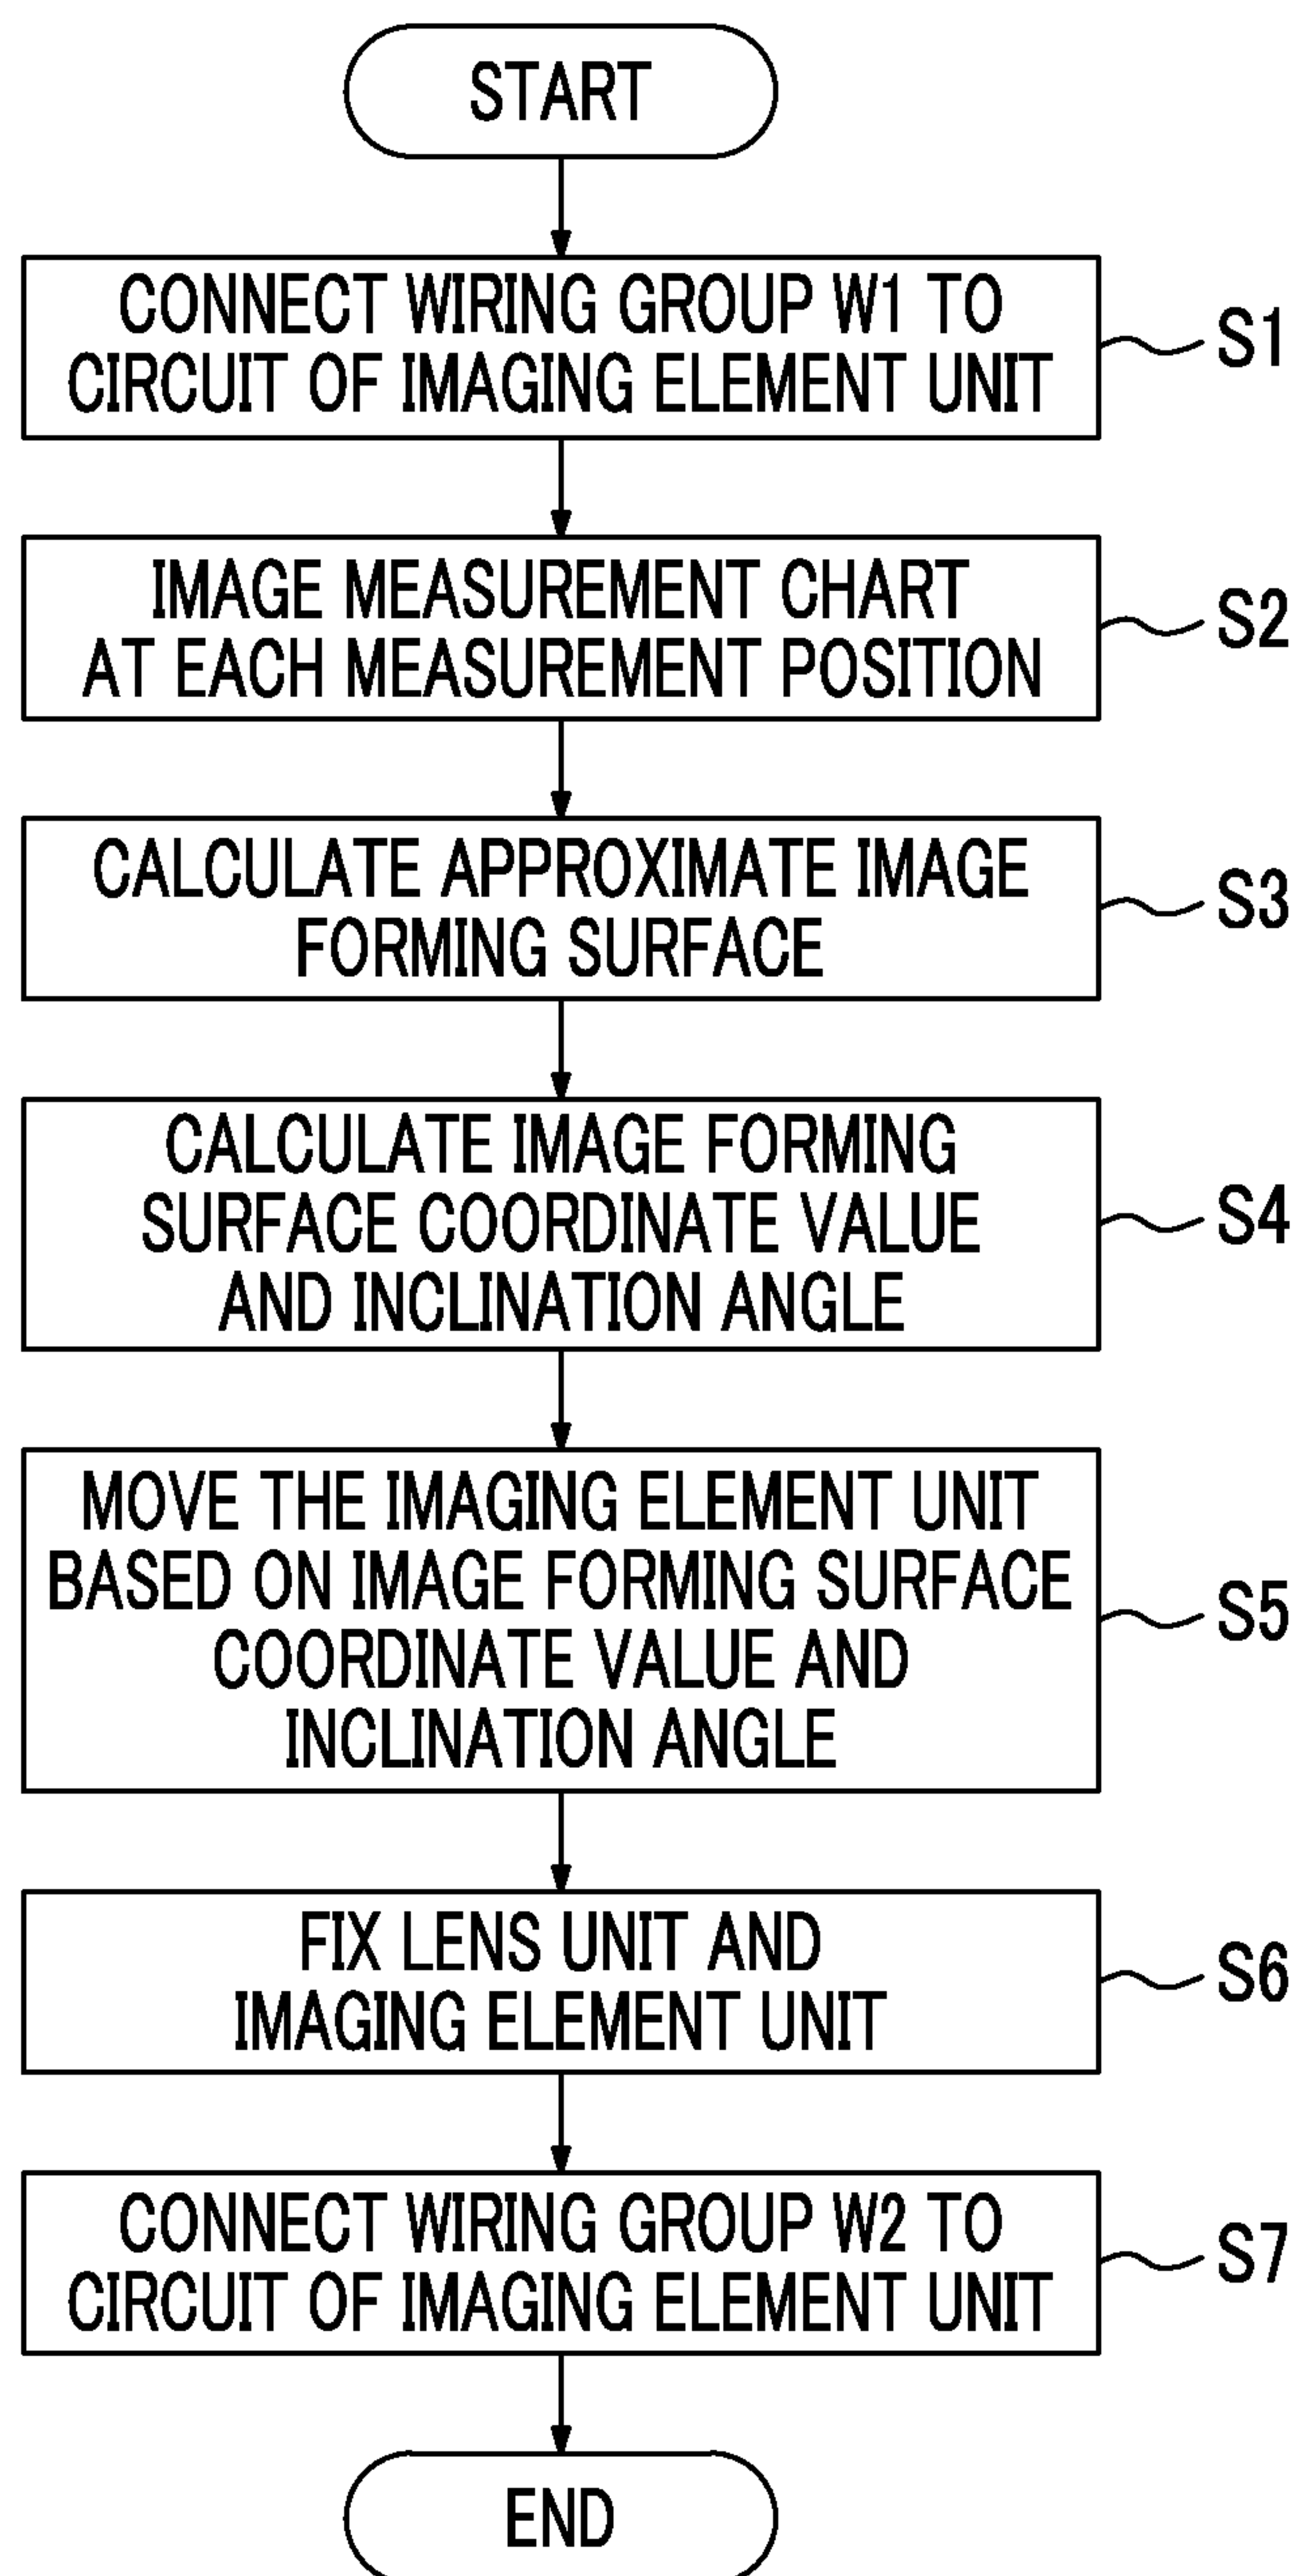 START
CONNECT WIRING GROUP W1 TO
CIRCUIT OF IMAGING ELEMENT UNIT
S1
IMAGE MEASUREMENT CHART
AT EACH MEASUREMENT POSITION
S2
CALCULATE APPROXIMATE IMAGE
FORMING SURFACE
S3
CALCULATE IMAGE FORMING
SURFACE COORDINATE VALUE
AND INCLINATION ANGLE
S4
MOVE THE IMAGING ELEMENT UNIT
BASED ON IMAGE FORMING SURFACE
COORDINATE VALUE AND
INCLINATION ANGLE
S5
FIX LENS UNIT AND
IMAGING ELEMENT UNIT
S6
CONNECT WIRING GROUP W2 TO
CIRCUIT OF IMAGING ELEMENT UNIT
S7
END